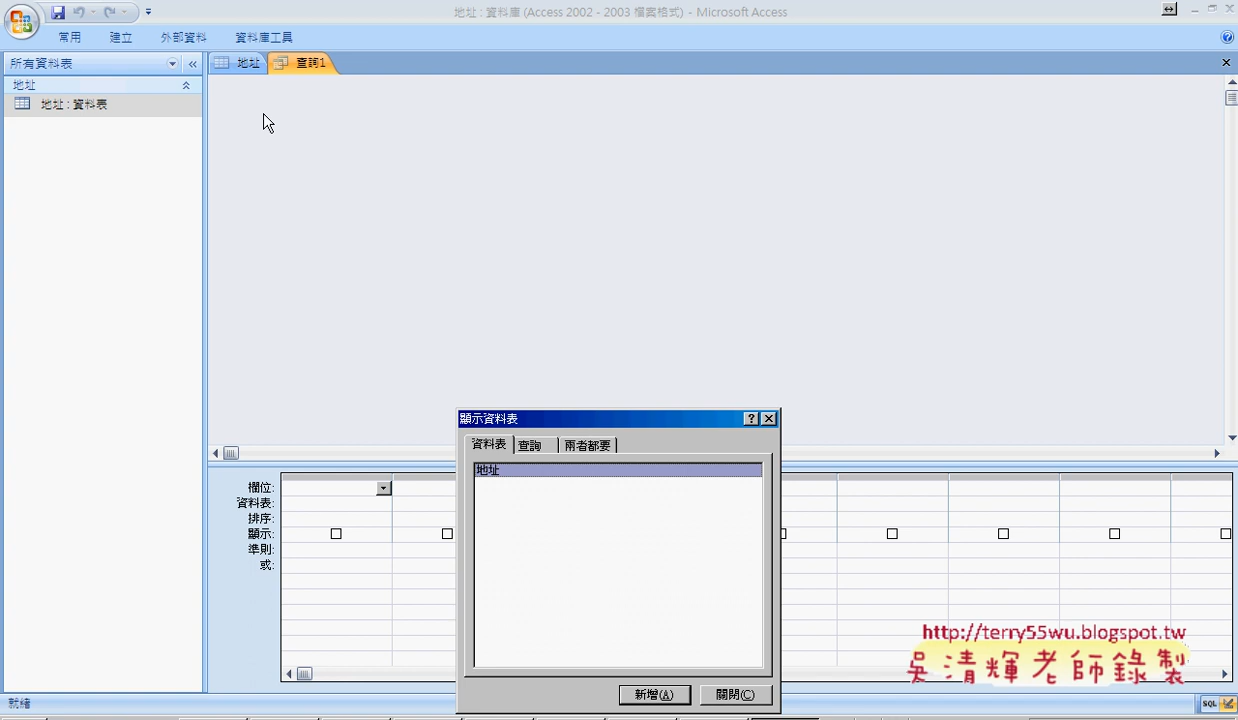 地址 : 資料庫 (Access 2002 - 2003 檔案格式) - Microsoft Access
常用 建立 外部資料 資料庫工具
所有資料表
地址 查詢1
地址
地址 : 資料表
顯示資料表
資料表 查詢 兩者都要
地址
欄位:
資料表:
排序:
顯示:
準則:
或:
新增(A) 關閉(C)
http://terry55wu.blogspot.tw
吳清輝老師錄製
就緒
SQL